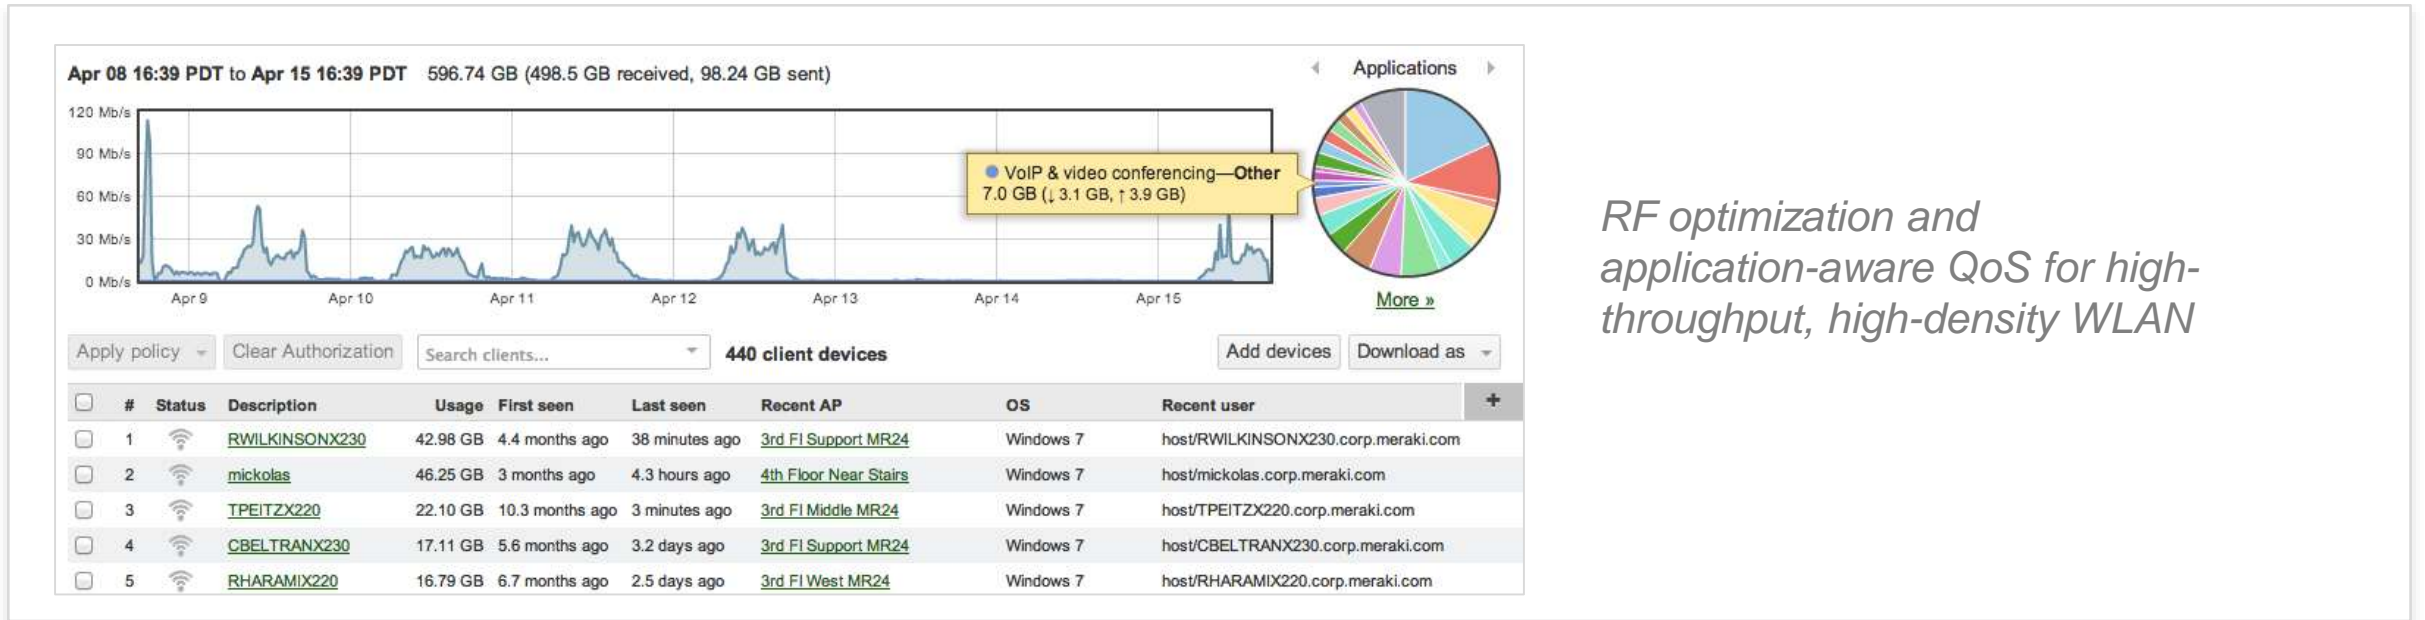 Apr 08 16:39 PDT to Apr 15 16:39 PDT 596.74 GB (498.5 GB received, 98.24 GB sent)
Applications
120 Mb/s
90 Mb/s
60 Mb/s
30 Mb/s
0 Mb/s
Apr 9 Apr 10 Apr 11 Apr 12 Apr 13 Apr 14 Apr 15
VoIP & video conferencing—Other
7.0 GB (↓ 3.1 GB, ↑ 3.9 GB)
More »
Apply policy Clear Authorization Search clients... 440 client devices Add devices Download as
# Status Description Usage First seen Last seen Recent AP OS Recent user +
1 RWILKINSONX230 42.98 GB 4.4 months ago 38 minutes ago 3rd Fl Support MR24 Windows 7 host/RWILKINSONX230.corp.meraki.com
2 mickolas 46.25 GB 3 months ago 4.3 hours ago 4th Floor Near Stairs Windows 7 host/mickolas.corp.meraki.com
3 TPEITZX220 22.10 GB 10.3 months ago 3 minutes ago 3rd Fl Middle MR24 Windows 7 host/TPEITZX220.corp.meraki.com
4 CBELTRANX230 17.11 GB 5.6 months ago 3.2 days ago 3rd Fl Support MR24 Windows 7 host/CBELTRANX230.corp.meraki.com
5 RHARAMIX220 16.79 GB 6.7 months ago 2.5 days ago 3rd Fl West MR24 Windows 7 host/RHARAMIX220.corp.meraki.com
RF optimization and
application-aware QoS for high-
throughput, high-density WLAN